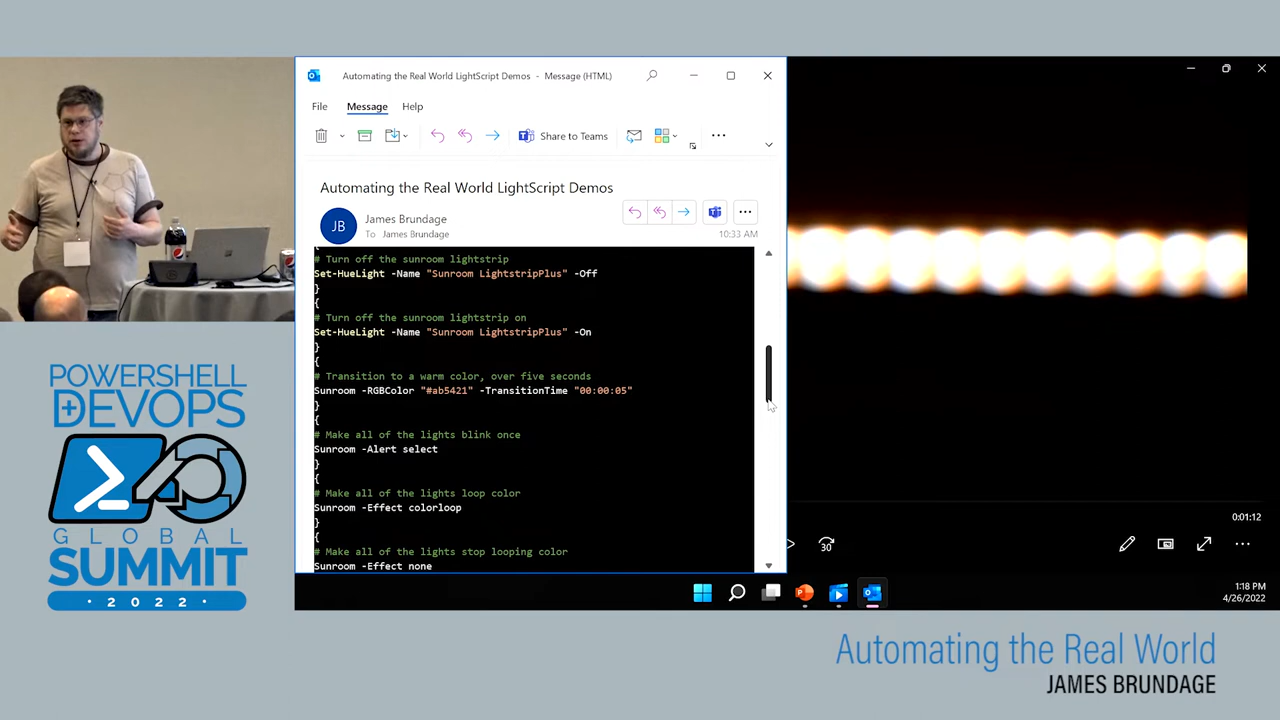 Automating the Real World LightScript Demos - Message (HTML)
File Message Help
Share to Teams
Automating the Real World LightScript Demos
JB
James Brundage
To James Brundage
10:33 AM
# Turn off the sunroom lightstrip
Set-HueLight -Name "Sunroom LightstripPlus" -Off
}
{
# Turn off the sunroom lightstrip on
Set-HueLight -Name "Sunroom LightstripPlus" -On
}
{
# Transition to a warm color, over five seconds
Sunroom -RGBColor "#ab5421" -TransitionTime "00:00:05"
}
{
# Make all of the lights blink once
Sunroom -Alert select
}
{
# Make all of the lights loop color
Sunroom -Effect colorloop
}
{
# Make all of the lights stop looping color
Sunroom -Effect none
0:01:12
30
1:18 PM
4/26/2022
POWERSHELL
DEVOPS
GLOBAL
SUMMIT
· 2022 ·
Automating the Real World
JAMES BRUNDAGE